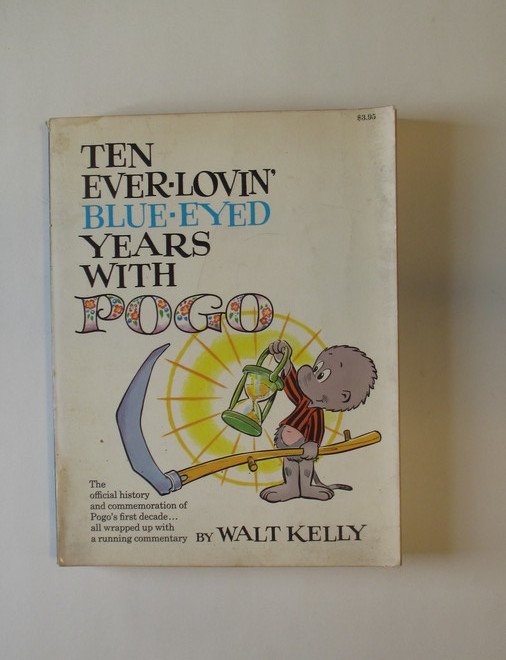 $3.95
TEN
EVER-LOVIN'
BLUE-EYED
YEARS
WITH
POGO
The
official history
and commemoration of
Pogo's first decade...
all wrapped up with
a running commentary
BY WALT KELLY